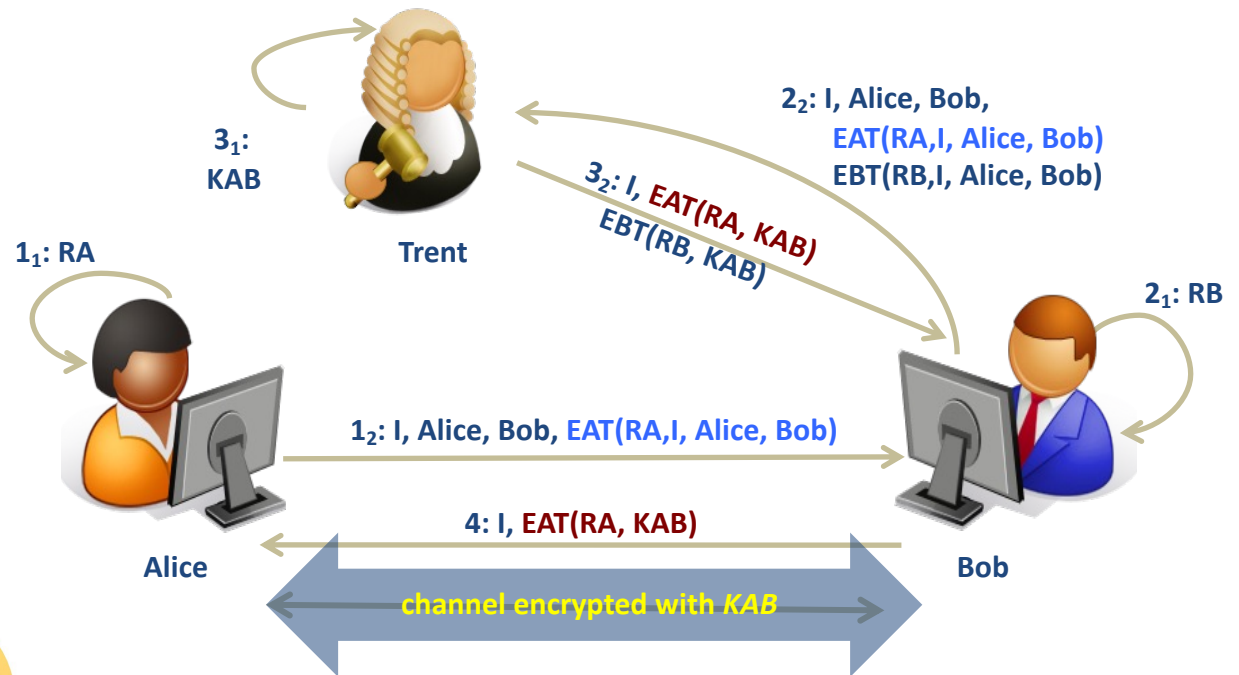 3₁:
KAB
Trent
2₂: I, Alice, Bob,
EAT(RA,I, Alice, Bob)
EBT(RB,I, Alice, Bob)
3₂: I, EAT(RA, KAB)
EBT(RB, KAB)
1₁: RA
2₁: RB
1₂: I, Alice, Bob, EAT(RA,I, Alice, Bob)
4: I, EAT(RA, KAB)
Alice
Bob
channel encrypted with KAB